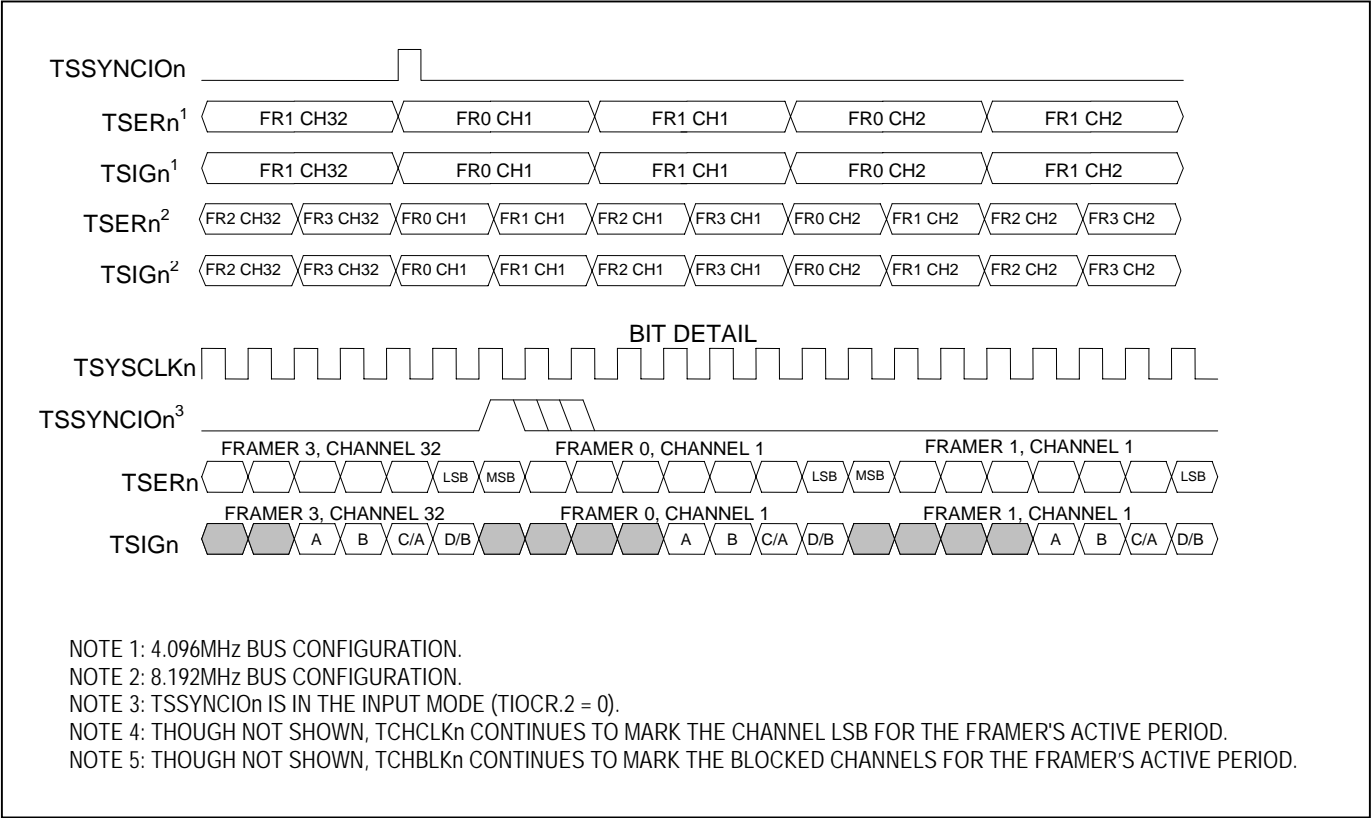 TSSYNCIOn
TSERn1 FR1 CH32 FR0 CH1 FR1 CH1 FR0 CH2 FR1 CH2
TSIGn1 FR1 CH32 FR0 CH1 FR1 CH1 FR0 CH2 FR1 CH2
TSERn2 FR2 CH32 FR3 CH32 FR0 CH1 FR1 CH1 FR2 CH1 FR3 CH1 FR0 CH2 FR1 CH2 FR2 CH2 FR3 CH2
TSIGn2 FR2 CH32 FR3 CH32 FR0 CH1 FR1 CH1 FR2 CH1 FR3 CH1 FR0 CH2 FR1 CH2 FR2 CH2 FR3 CH2
BIT DETAIL
TSYSCLKn
TSSYNCIOn3
FRAMER 3, CHANNEL 32 FRAMER 0, CHANNEL 1 FRAMER 1, CHANNEL 1
TSERn LSB MSB LSB MSB LSB
FRAMER 3, CHANNEL 32 FRAMER 0, CHANNEL 1 FRAMER 1, CHANNEL 1
TSIGn A B C/A D/B A B C/A D/B A B C/A D/B
NOTE 1: 4.096MHz BUS CONFIGURATION.
NOTE 2: 8.192MHz BUS CONFIGURATION.
NOTE 3: TSSYNCIOn IS IN THE INPUT MODE (TIOCR.2 = 0).
NOTE 4: THOUGH NOT SHOWN, TCHCLKn CONTINUES TO MARK THE CHANNEL LSB FOR THE FRAMER'S ACTIVE PERIOD.
NOTE 5: THOUGH NOT SHOWN, TCHBLKn CONTINUES TO MARK THE BLOCKED CHANNELS FOR THE FRAMER’S ACTIVE PERIOD.